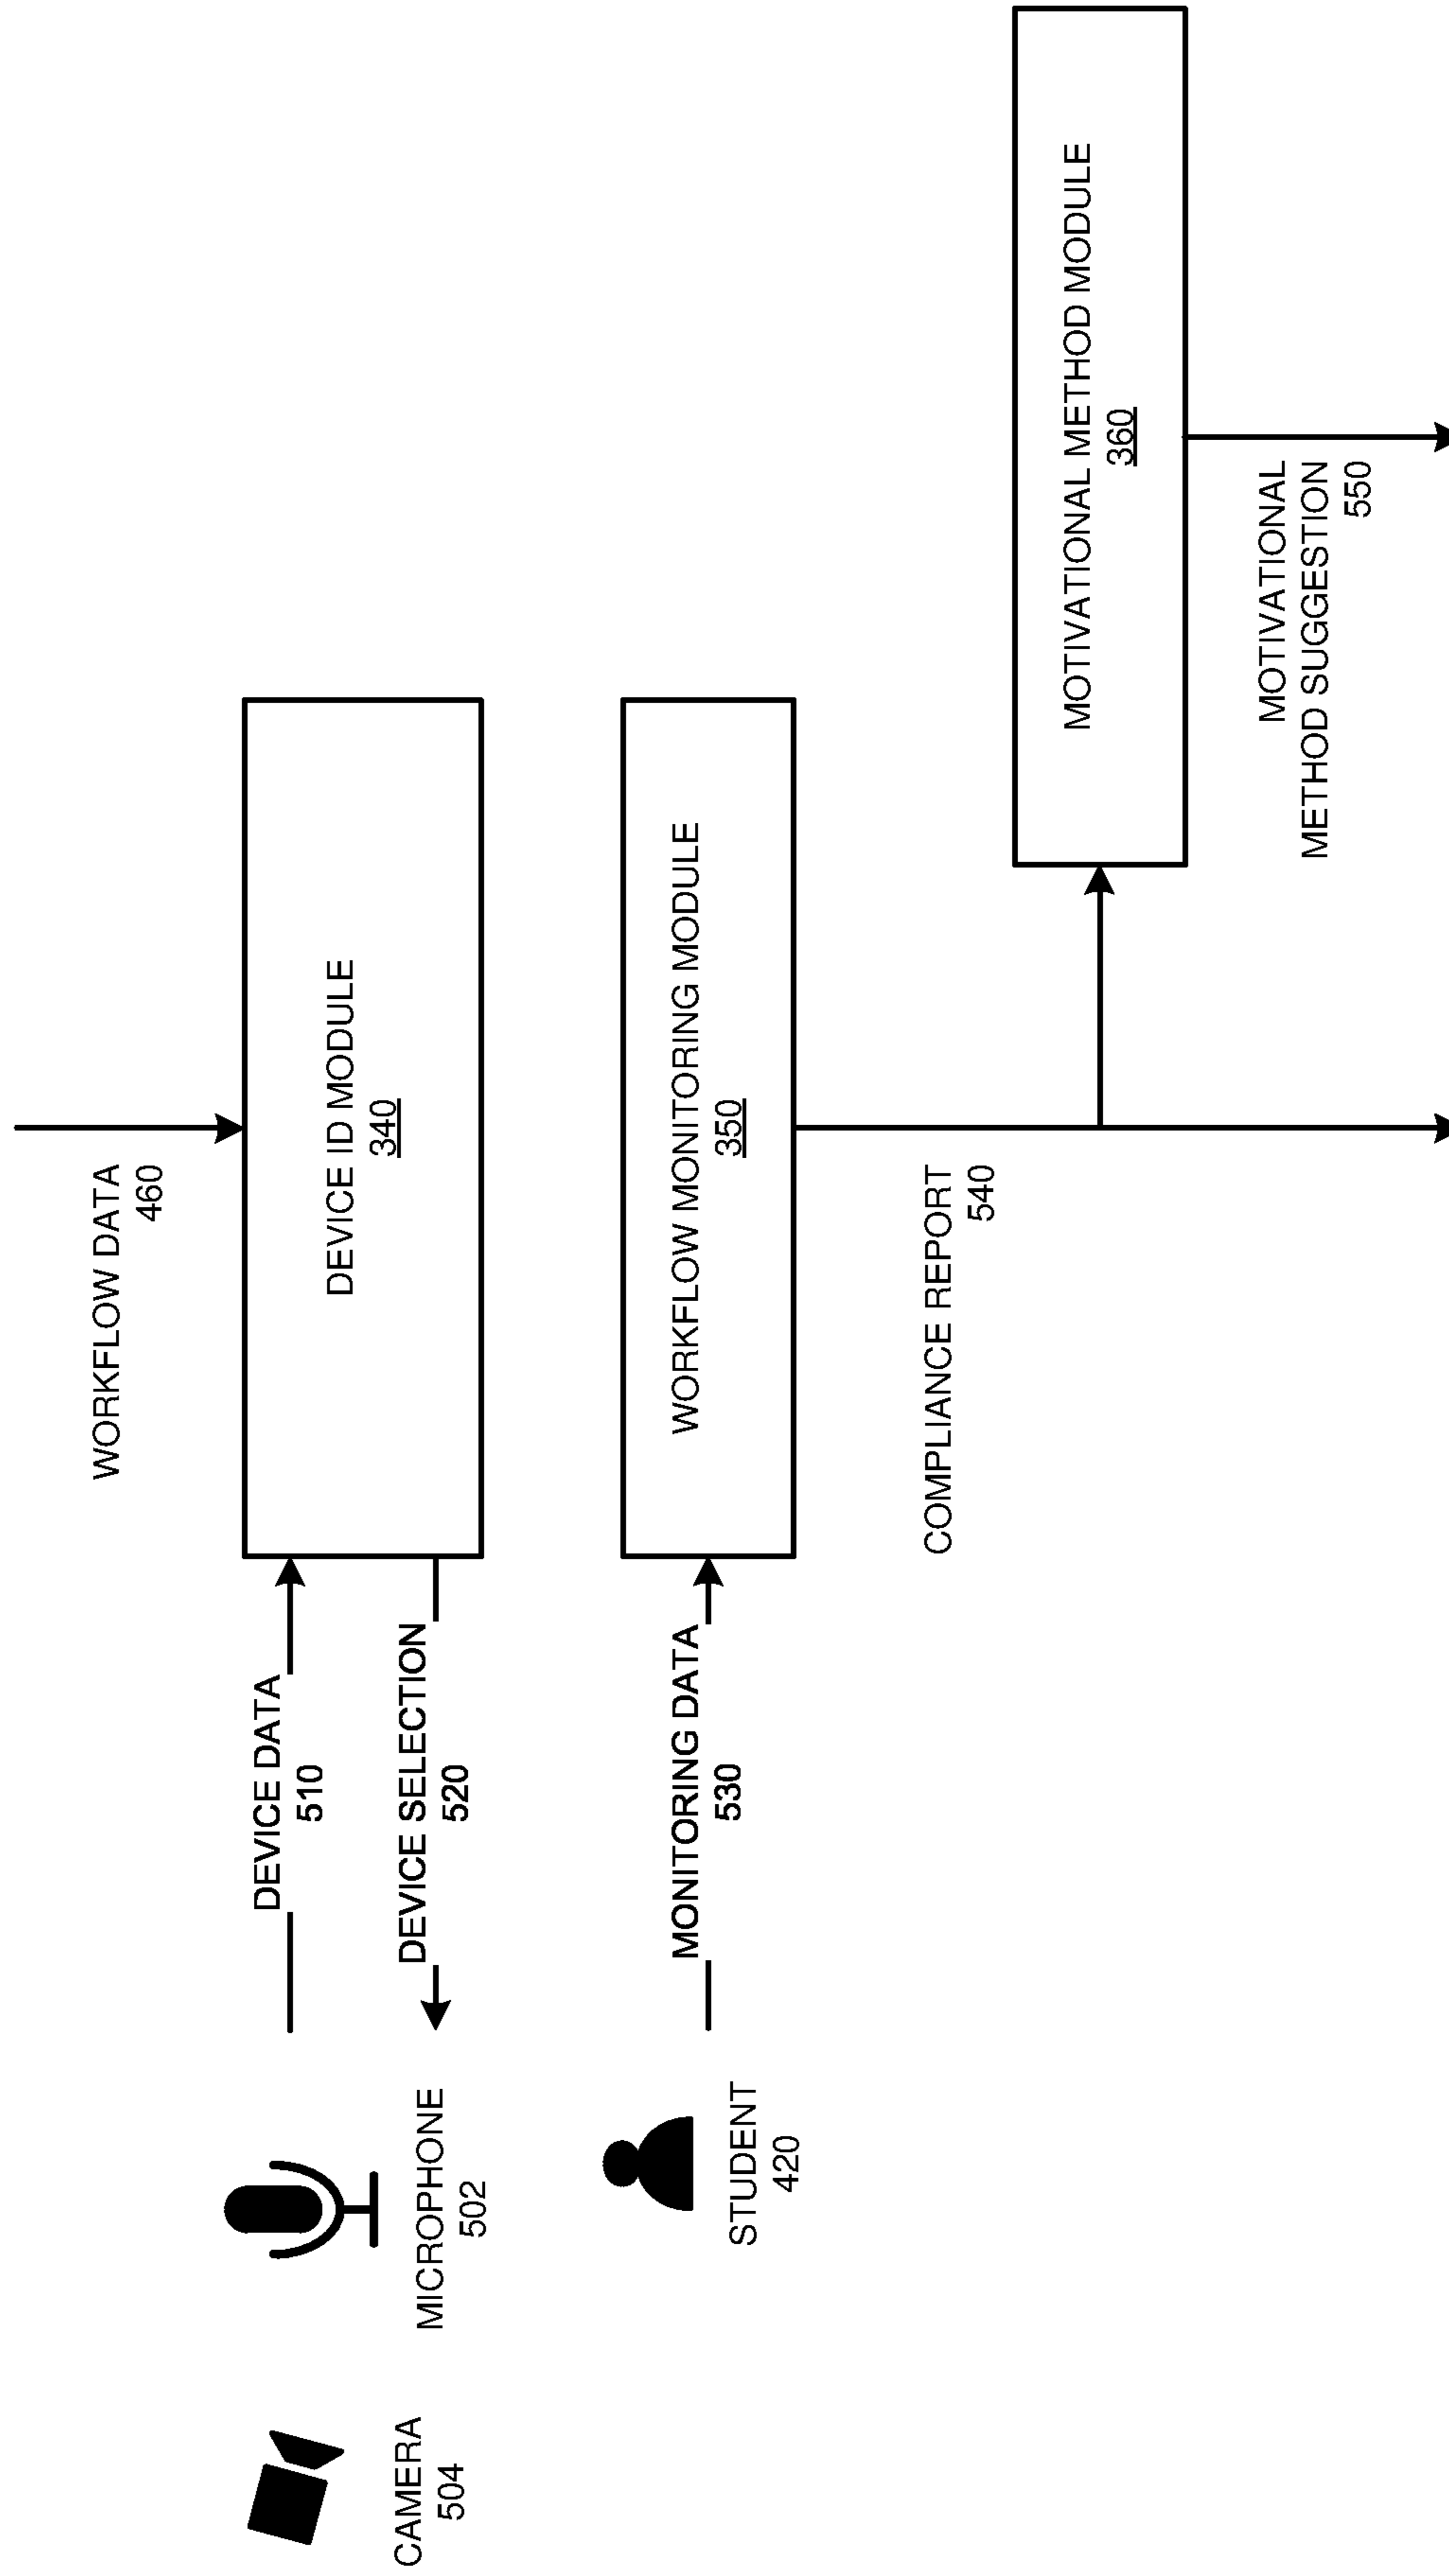 WORKFLOW DATA
460
DEVICE DATA
510
DEVICE ID MODULE
340
DEVICE SELECTION
520
CAMERA
504
MICROPHONE
502
MONITORING DATA
530
WORKFLOW MONITORING MODULE
350
STUDENT
420
COMPLIANCE REPORT
540
MOTIVATIONAL METHOD MODULE
360
MOTIVATIONAL
METHOD SUGGESTION
550